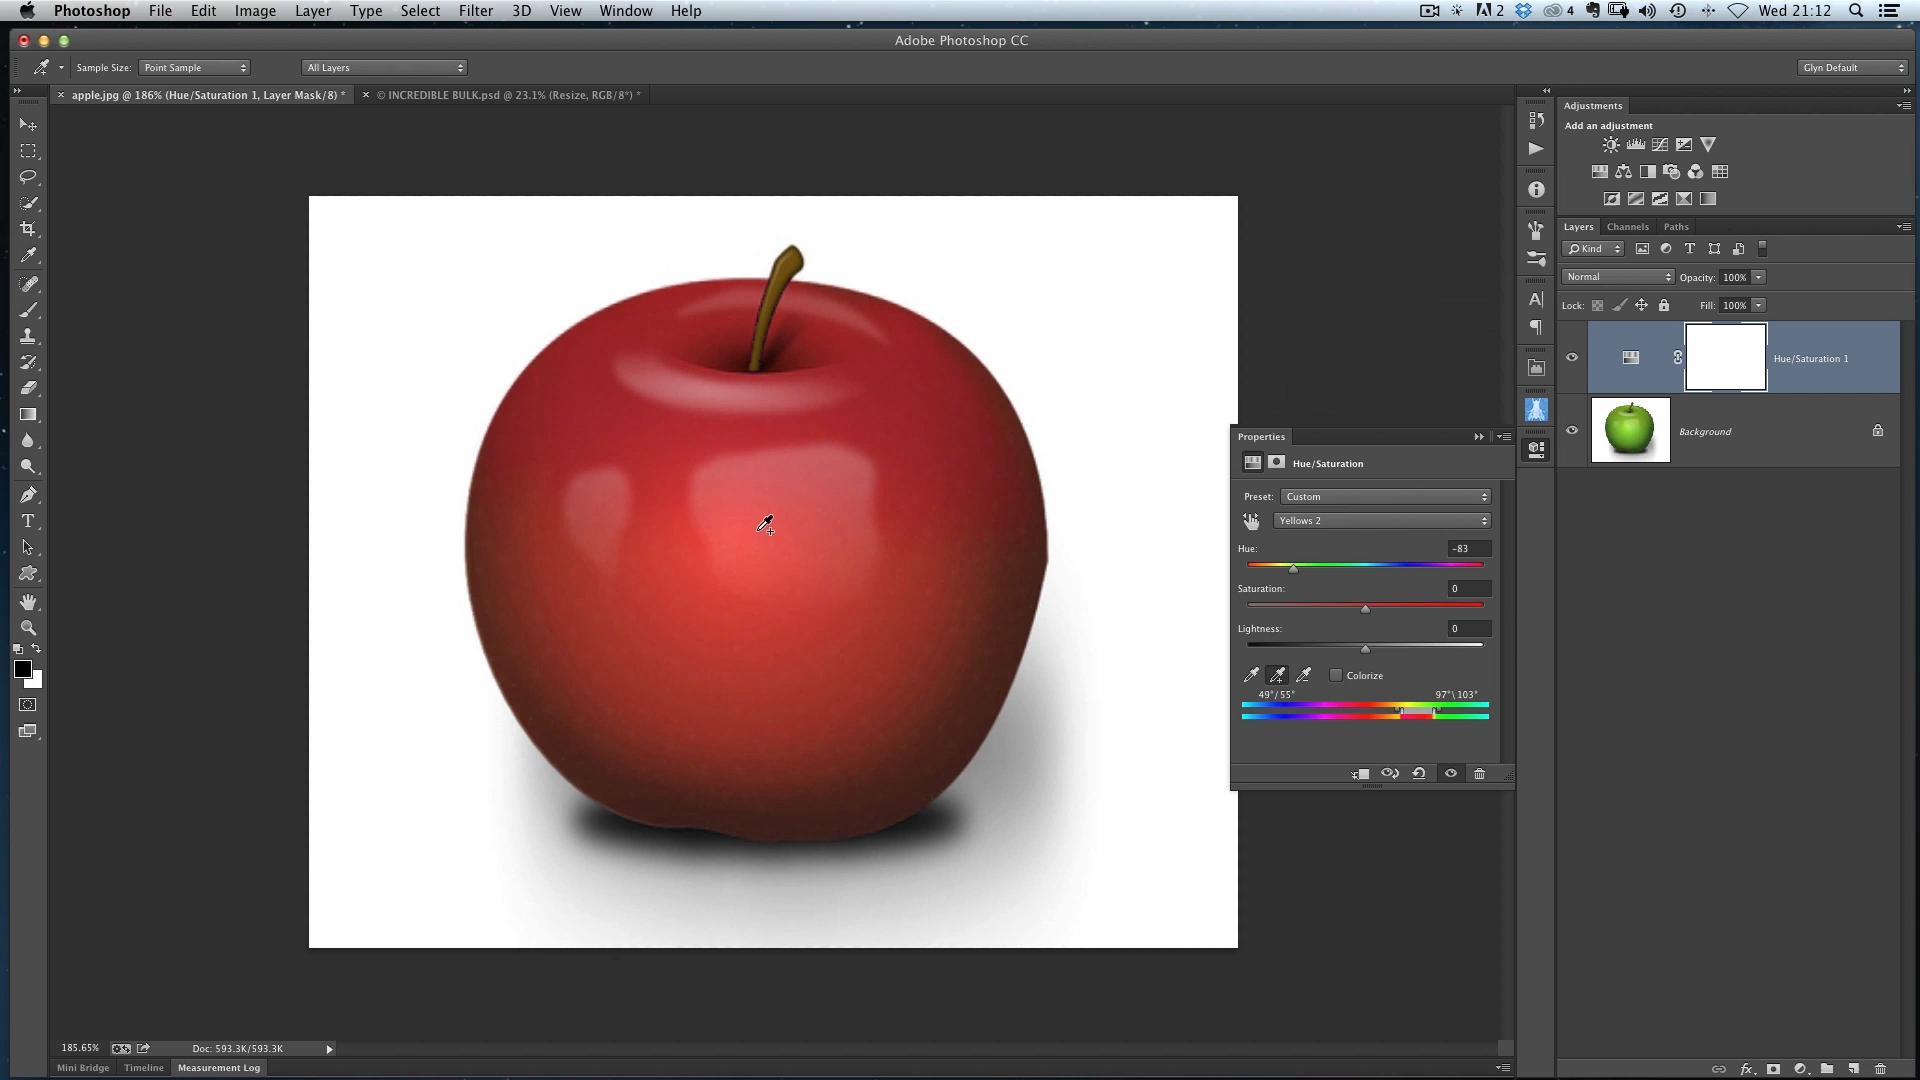 Photoshop File Edit Image Layer Type Select Filter 3D View Window Help 2 4 Wed 21:12
Adobe Photoshop CC
Sample Size: Point Sample All Layers Glyn Default
apple.jpg @ 186% (Hue/Saturation 1, Layer Mask/8) * © INCREDIBLE BULK.psd @ 23.1% (Resize, RGB/8*) *
Adjustments
Add an adjustment
Layers Channels Paths
Kind
Normal Opacity: 100%
Lock: Fill: 100%
Hue/Saturation 1
Background
Properties
Hue/Saturation
Preset: Custom
Yellows 2
Hue: -83
Saturation: 0
Lightness: 0
Colorize
49°/55° 97°\103°
185.65% Doc: 593.3K/593.3K
Mini Bridge Timeline Measurement Log